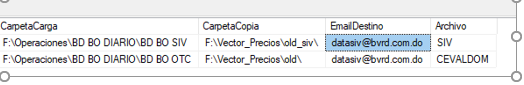 CarpetaCarga CarpetaCopia EmailDestino Archivo
F:\Operaciones\BD BO DIARIO\BD BO SIV F:\Vector_Precios\old_siv\ datasiv@bvrd.com.do SIV
F:\Operaciones\BD BO DIARIO\BD BO OTC F:\Vector_Precios\old\ datasiv@bvrd.com.do CEVALDOM